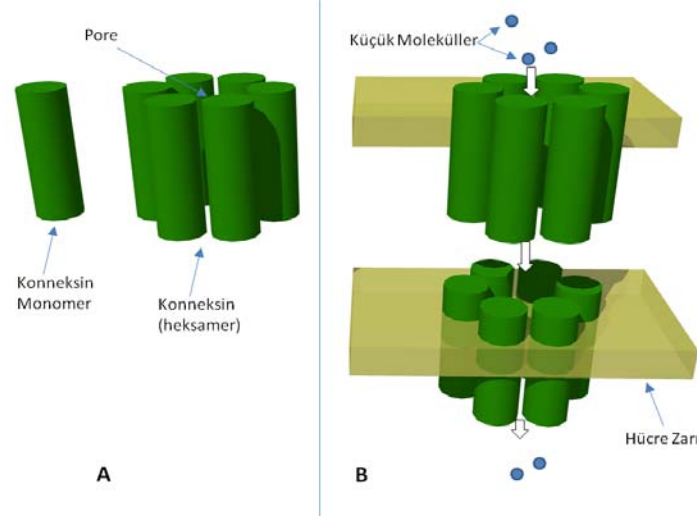 Pore
Konneksin
Monomer
Konneksin
(heksamer)
A
Küçük Moleküller
Hücre Zarı
B